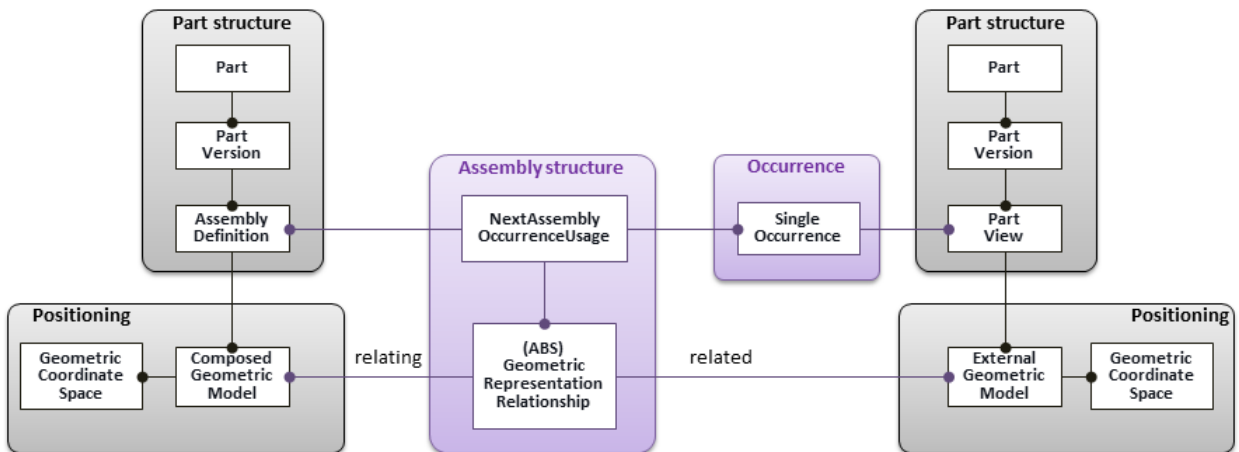 Part structure
Part
Part
Version
Assembly
Definition
Positioning
Geometric
Coordinate
Space
Composed
Geometric
Model
relating
Assembly structure
NextAssembly
OccurrenceUsage
(ABS)
Geometric
Representation
Relationship
related
Occurrence
Single
Occurrence
Part structure
Part
Part
Version
Part
View
Positioning
External
Geometric
Model
Geometric
Coordinate
Space